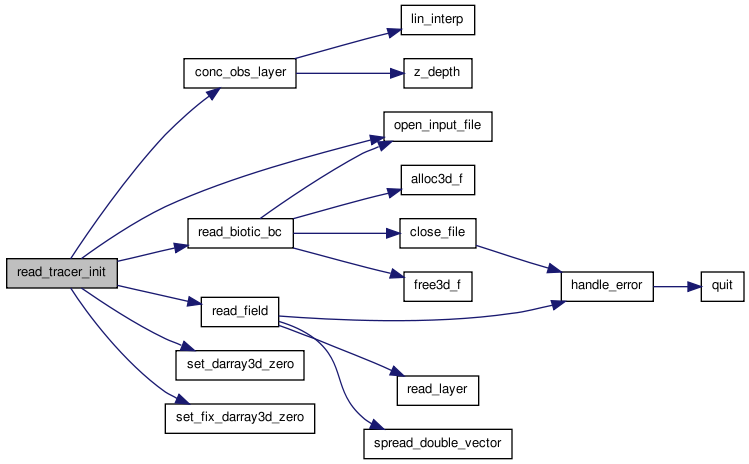 lin_interp
conc_obs_layer
z_depth
open_input_file
alloc3d_f
read_biotic_bc
close_file
read_tracer_init
free3d_f
handle_error
quit
read_field
set_darray3d_zero
read_layer
set_fix_darray3d_zero
spread_double_vector